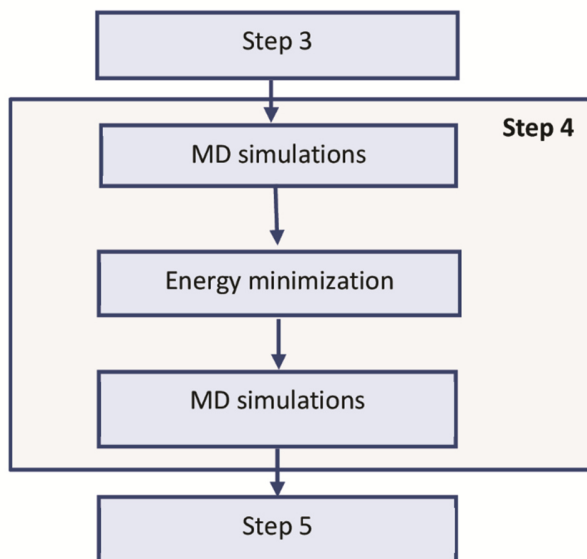 Step 3
Step 4
MD simulations
Energy minimization
MD simulations
Step 5